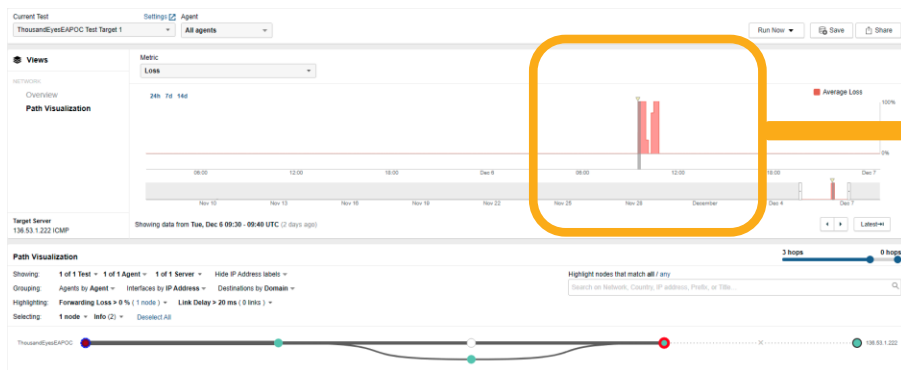 Current Test
Settings
Agent
ThousandEyesEAPOC Test Target 1
All agents
Run Now
Save
Share
Views
Metric
Loss
NETWORK
Overview
Path Visualization
24h 7d 14d
Average Loss
100%
0%
06:00 12:00 18:00 Dec 6 06:00 12:00 18:00 Dec 7
Nov 10 Nov 13 Nov 16 Nov 19 Nov 22 Nov 25 Nov 28 December Dec 4 Dec 7
Target Server
136.53.1.222 ICMP
Showing data from Tue, Dec 6 09:30 - 09:40 UTC (2 days ago)
Latest
Path Visualization
3 hops
0 hops
Showing: 1 of 1 Test 1 of 1 Agent 1 of 1 Server Hide IP Address labels
Highlight nodes that match all / any
Grouping: Agents by Agent Interfaces by IP Address Destinations by Domain
Search on Network, Country, IP address, Prefix, or Title...
Highlighting: Forwarding Loss > 0 % ( 1 node ) Link Delay > 20 ms ( 0 links )
Selecting: 1 node Info (2) Deselect All
ThousandEyesEAPOC
136.53.1.222